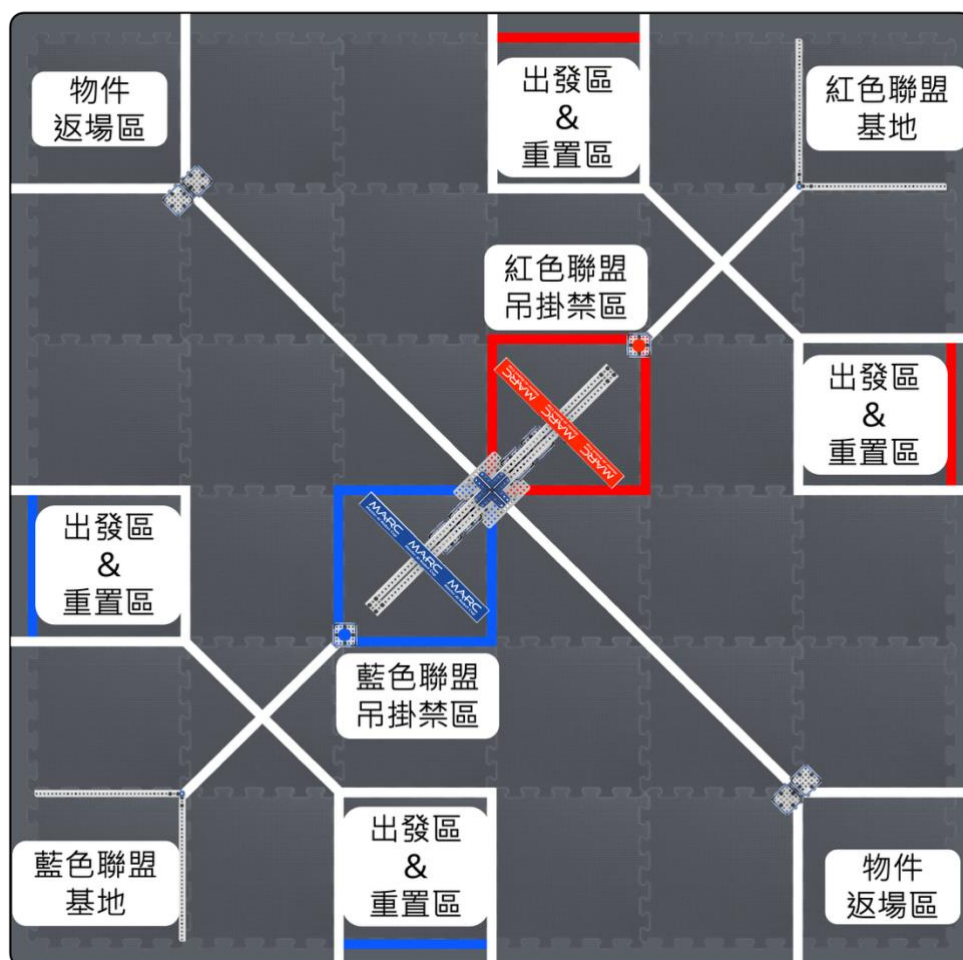 物件
返場區
出發區
&
重置區
紅色聯盟
基地
紅色聯盟
吊掛禁區
出發區
&
重置區
MARC
MARC
MARC
出發區
&
重置區
MARC
MARC
MARC
藍色聯盟
吊掛禁區
藍色聯盟
基地
出發區
&
重置區
物件
返場區